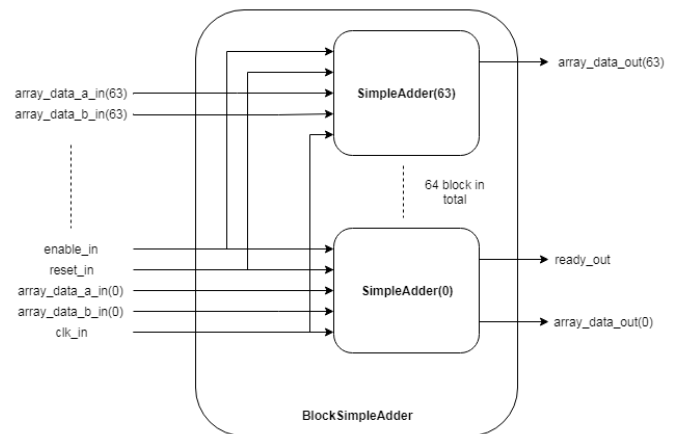 array_data_out(63)
SimpleAdder(63)
array_data_a_in(63)
array_data_b_in(63)
64 block in
total
enable_in
reset_in
array_data_a_in(0)
array_data_b_in(0)
clk_in
SimpleAdder(0)
ready_out
array_data_out(0)
BlockSimpleAdder